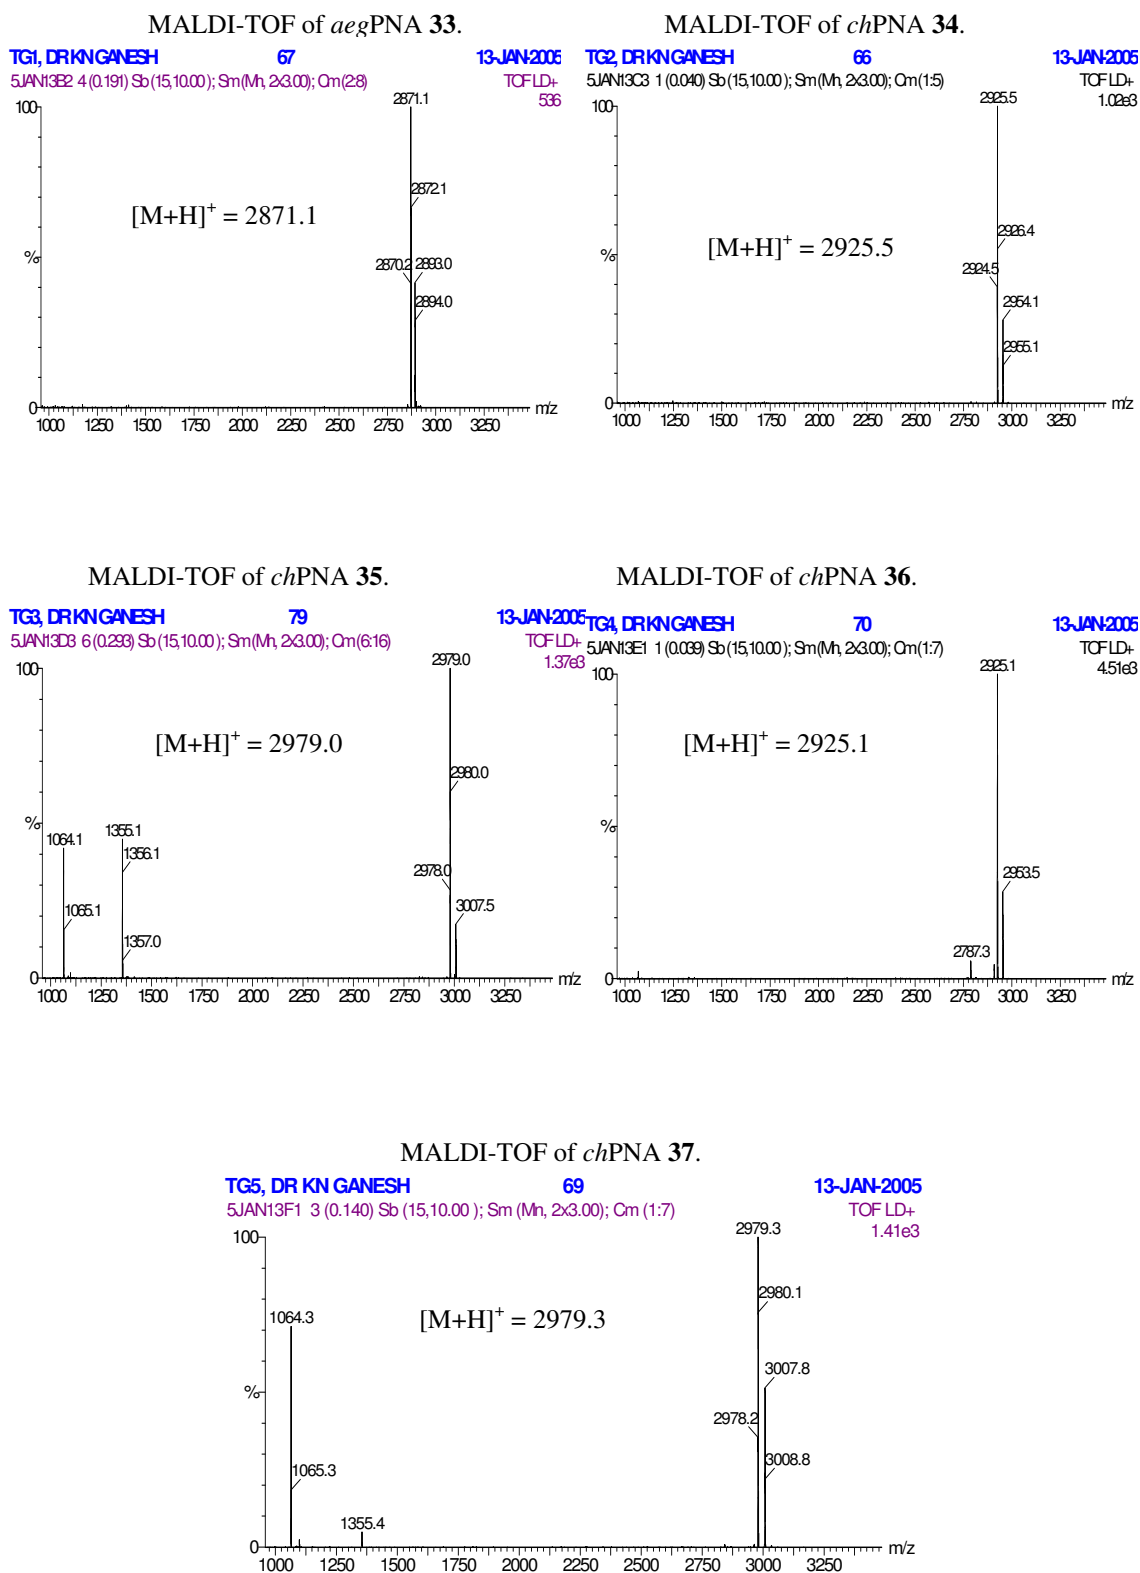 MALDI-TOF of aegPNA 33.
TG1, DR KN GANESH 67 13-JAN-2005
5JAN13B2 4 (0.191) Sb (15,10.00 ); Sm (Mn, 2x3.00); Cm (2:8) TOF LD+
536
2871.1
100
2872.1
[M+H]+ = 2871.1
%
2870.2 2893.0
2894.0
0
m/z
1000 1250 1500 1750 2000 2250 2500 2750 3000 3250
MALDI-TOF of chPNA 34.
TG2, DR KN GANESH 66 13-JAN-2005
5JAN13C3 1 (0.040) Sb (15,10.00 ); Sm (Mn, 2x3.00); Cm (1:5) TOF LD+
1.02e3
2925.5
100
2926.4
[M+H]+ = 2925.5
%
2924.5
2954.1
2955.1
0
m/z
1000 1250 1500 1750 2000 2250 2500 2750 3000 3250
MALDI-TOF of chPNA 35.
TG3, DR KN GANESH 79 13-JAN-2005
5JAN13D3 6 (0.293) Sb (15,10.00 ); Sm (Mn, 2x3.00); Cm (6:16) TOF LD+
1.37e3
2979.0
100
[M+H]+ = 2979.0
2980.0
%
1064.1 1355.1
1356.1
2978.0
1065.1 3007.5
1357.0
0
m/z
1000 1250 1500 1750 2000 2250 2500 2750 3000 3250
MALDI-TOF of chPNA 36.
TG4, DR KN GANESH 70 13-JAN-2005
5JAN13E1 1 (0.039) Sb (15,10.00 ); Sm (Mn, 2x3.00); Cm (1:7) TOF LD+
4.51e3
2925.1
100
[M+H]+ = 2925.1
%
2953.5
2787.3
0
m/z
1000 1250 1500 1750 2000 2250 2500 2750 3000 3250
MALDI-TOF of chPNA 37.
TG5, DR KN GANESH 69 13-JAN-2005
5JAN13F1 3 (0.140) Sb (15,10.00 ); Sm (Mn, 2x3.00); Cm (1:7) TOF LD+
1.41e3
2979.3
100
2980.1
1064.3 [M+H]+ = 2979.3
3007.8
%
2978.2
3008.8
1065.3
1355.4
0
m/z
1000 1250 1500 1750 2000 2250 2500 2750 3000 3250